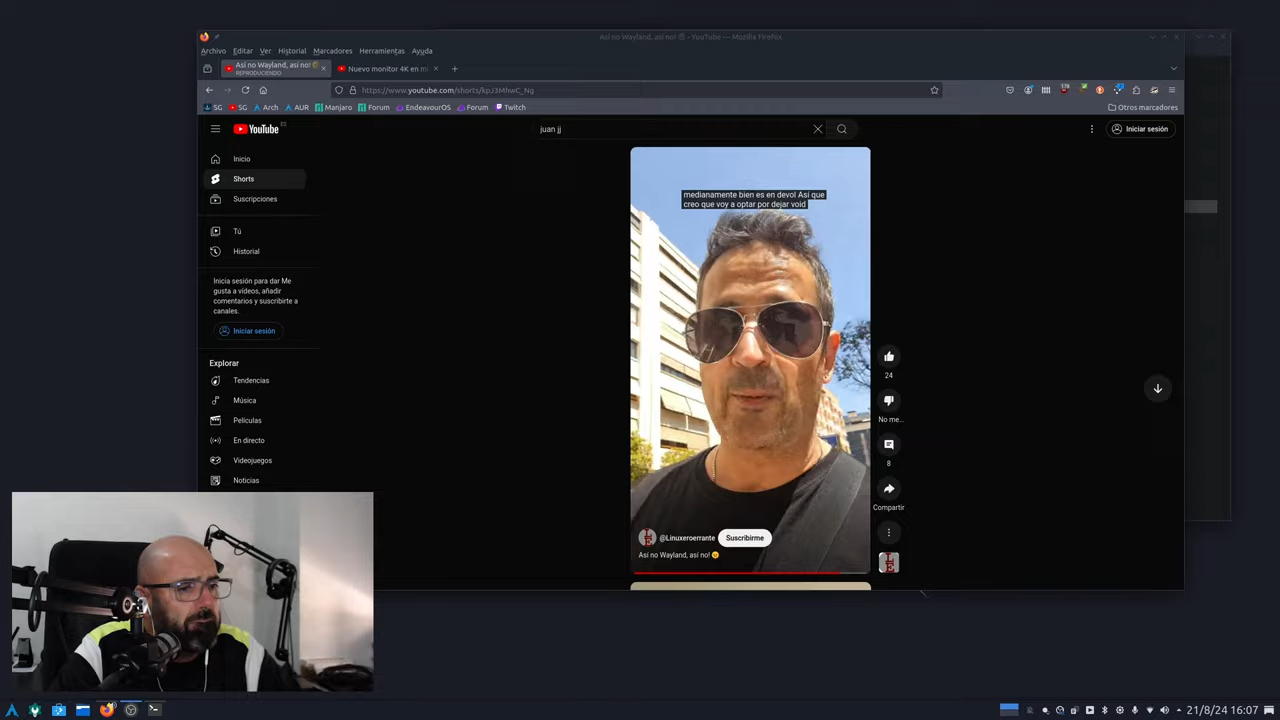 Así no Wayland, así no! 😠 - YouTube — Mozilla Firefox
Archivo Editar Ver Historial Marcadores Herramientas Ayuda
Así no Wayland, así no!
REPRODUCIENDO
Nuevo monitor 4K en mi
https://www.youtube.com/shorts/kpJ3MhwC_Ng
SG SG Arch AUR Manjaro Forum EndeavourOS Forum Twitch Otros marcadores
YouTube ES
juan jj
Iniciar sesión
Inicio
Shorts
Suscripciones
Tú
Historial
Inicia sesión para dar Me
gusta a vídeos, añadir
comentarios y suscribirte a
canales.
Iniciar sesión
Explorar
Tendencias
Música
Películas
En directo
Videojuegos
Noticias
medianamente bien es en devol Así que
creo que voy a optar por dejar void
24
No me...
8
Compartir
@Linuxeroerrante Suscribirme
Así no Wayland, así no! 😠
21/8/24 16:07